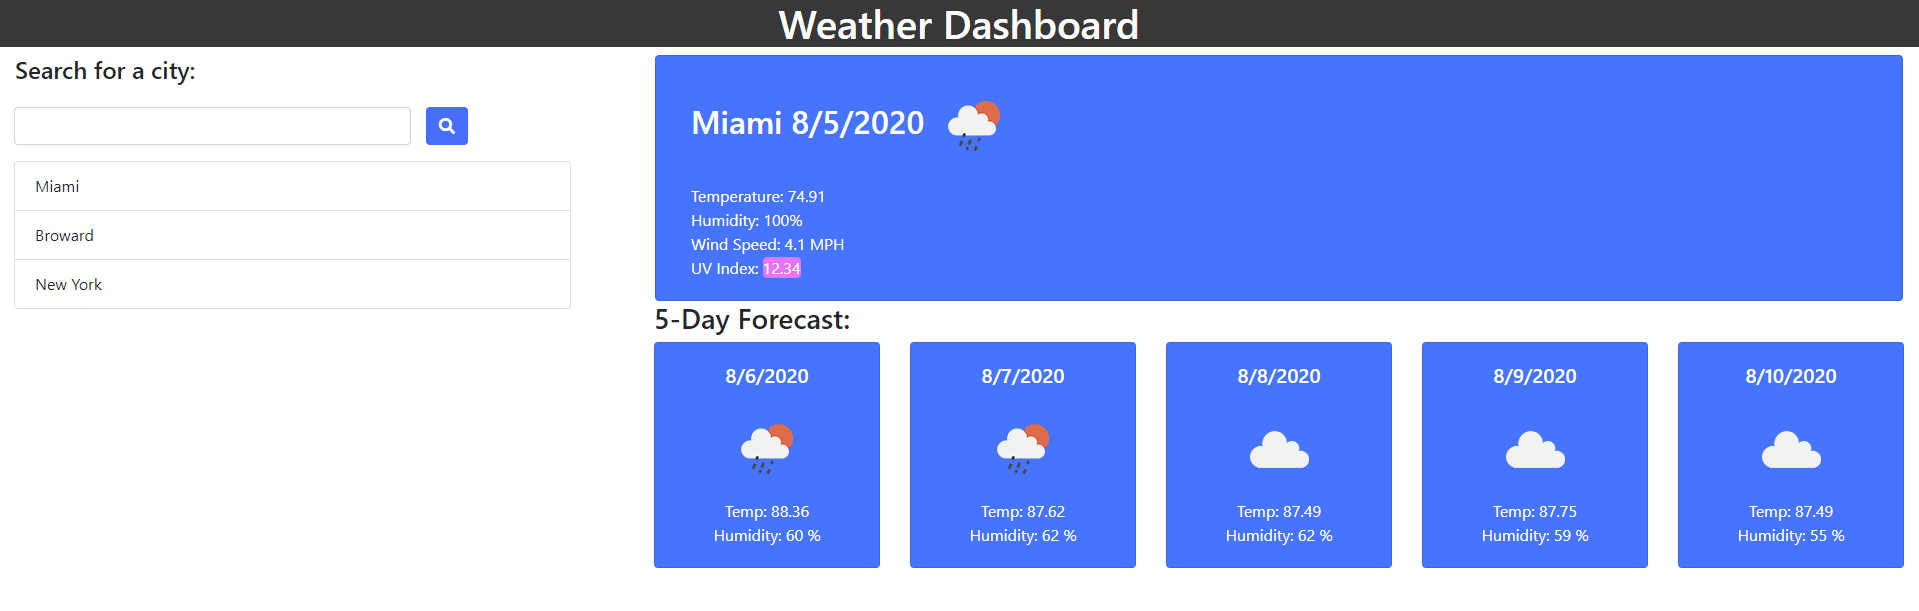 Weather Dashboard
Search for a city:
Miami
Broward
New York
Miami 8/5/2020
Temperature: 74.91
Humidity: 100%
Wind Speed: 4.1 MPH
UV Index: 12.34
5-Day Forecast:
8/6/2020
Temp: 88.36
Humidity: 60 %
8/7/2020
Temp: 87.62
Humidity: 62 %
8/8/2020
Temp: 87.49
Humidity: 62 %
8/9/2020
Temp: 87.75
Humidity: 59 %
8/10/2020
Temp: 87.49
Humidity: 55 %